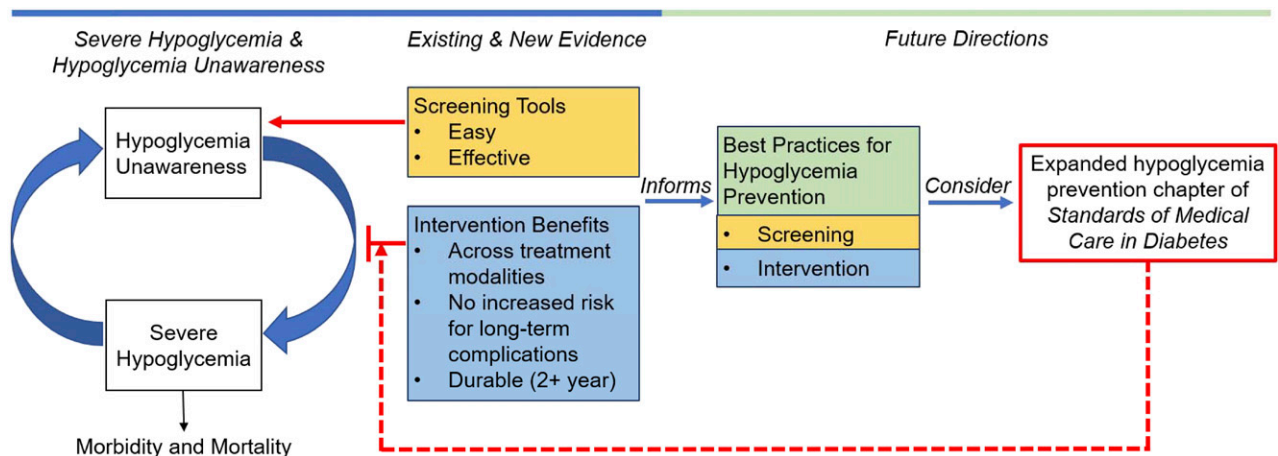 Severe Hypoglycemia &
Hypoglycemia Unawareness
Existing & New Evidence
Future Directions
Hypoglycemia
Unawareness
Severe
Hypoglycemia
Morbidity and Mortality
Screening Tools
• Easy
• Effective
Intervention Benefits
• Across treatment
modalities
• No increased risk
for long-term
complications
• Durable (2+ year)
Informs
Best Practices for
Hypoglycemia
Prevention
• Screening
• Intervention
Consider
Expanded hypoglycemia
prevention chapter of
Standards of Medical
Care in Diabetes